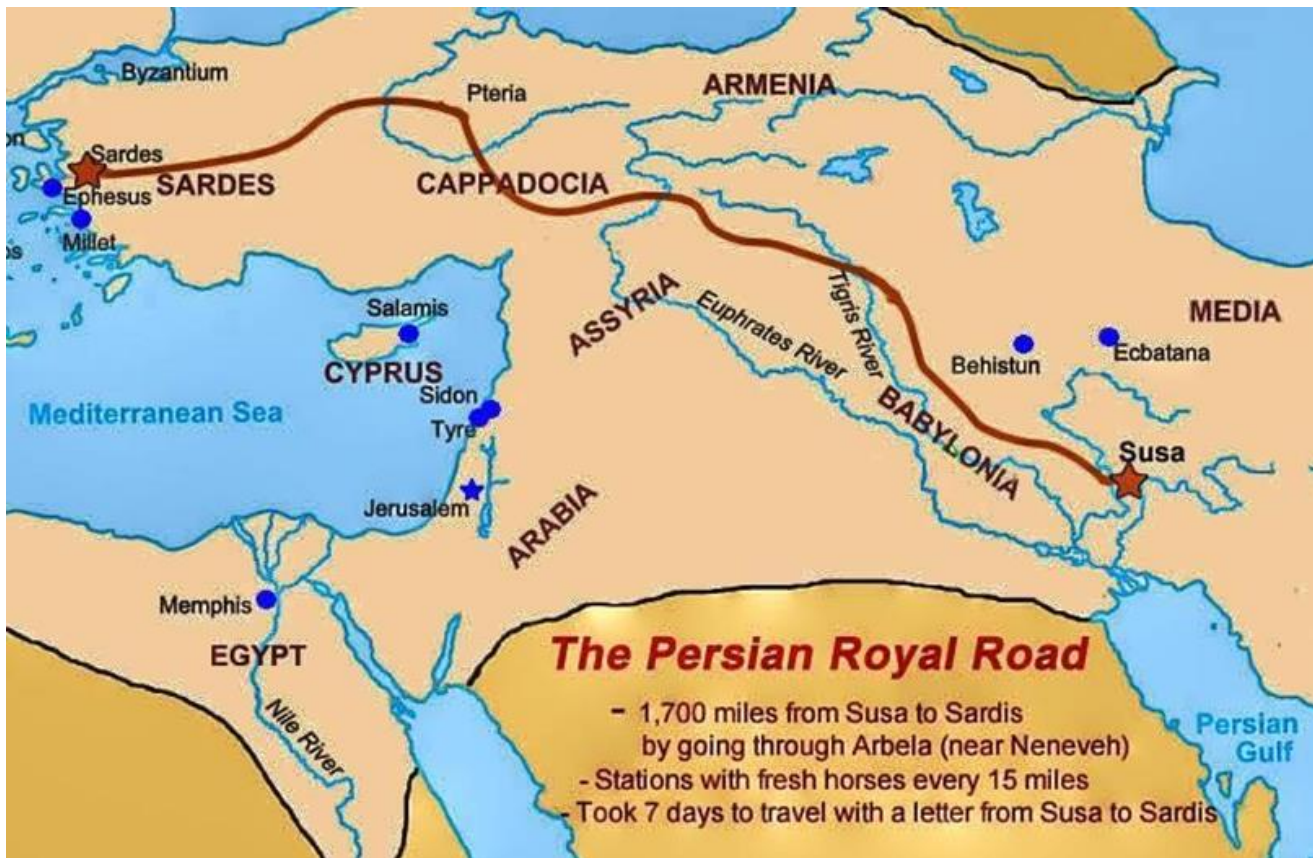 Byzantium
Pteria
ARMENIA
on
Sardes
SARDES
CAPPADOCIA
Ephesus
Millet
os
ASSYRIA
Euphrates River
Tigris River
MEDIA
Salamis
CYPRUS
Behistun
Ecbatana
Mediterranean Sea
Sidon
Tyre
BABYLONIA
Susa
Jerusalem
ARABIA
Memphis
EGYPT
Nile River
The Persian Royal Road
- 1,700 miles from Susa to Sardis
by going through Arbela (near Neneveh)
- Stations with fresh horses every 15 miles
- Took 7 days to travel with a letter from Susa to Sardis
Persian
Gulf